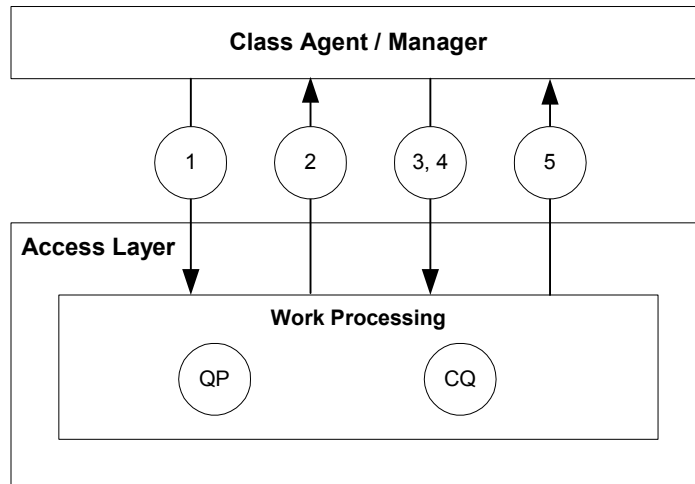 Class Agent / Manager
1
2
3, 4
5
Access Layer
Work Processing
QP
CQ